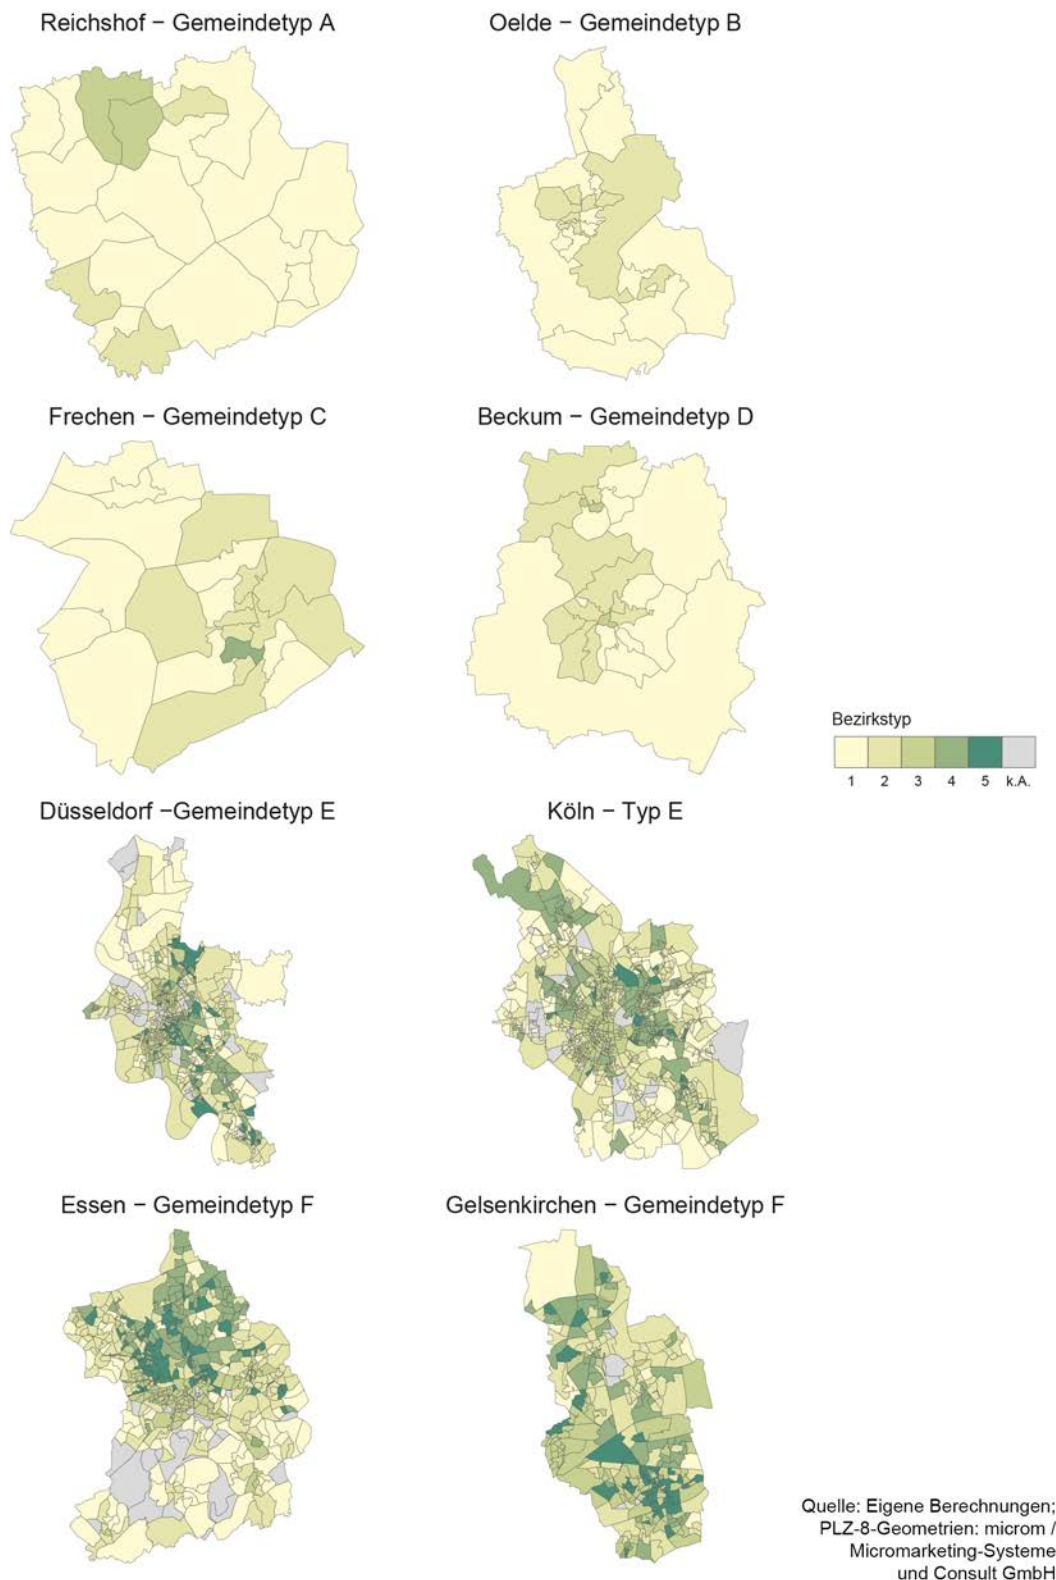 Reichshof − Gemeindetyp A
Oelde − Gemeindetyp B
Frechen − Gemeindetyp C
Beckum − Gemeindetyp D
Bezirkstyp
1 2 3 4 5 k.A.
Düsseldorf −Gemeindetyp E
Köln − Typ E
Essen − Gemeindetyp F
Gelsenkirchen − Gemeindetyp F
Quelle: Eigene Berechnungen;
PLZ-8-Geometrien: microm /
Micromarketing-Systeme
und Consult GmbH